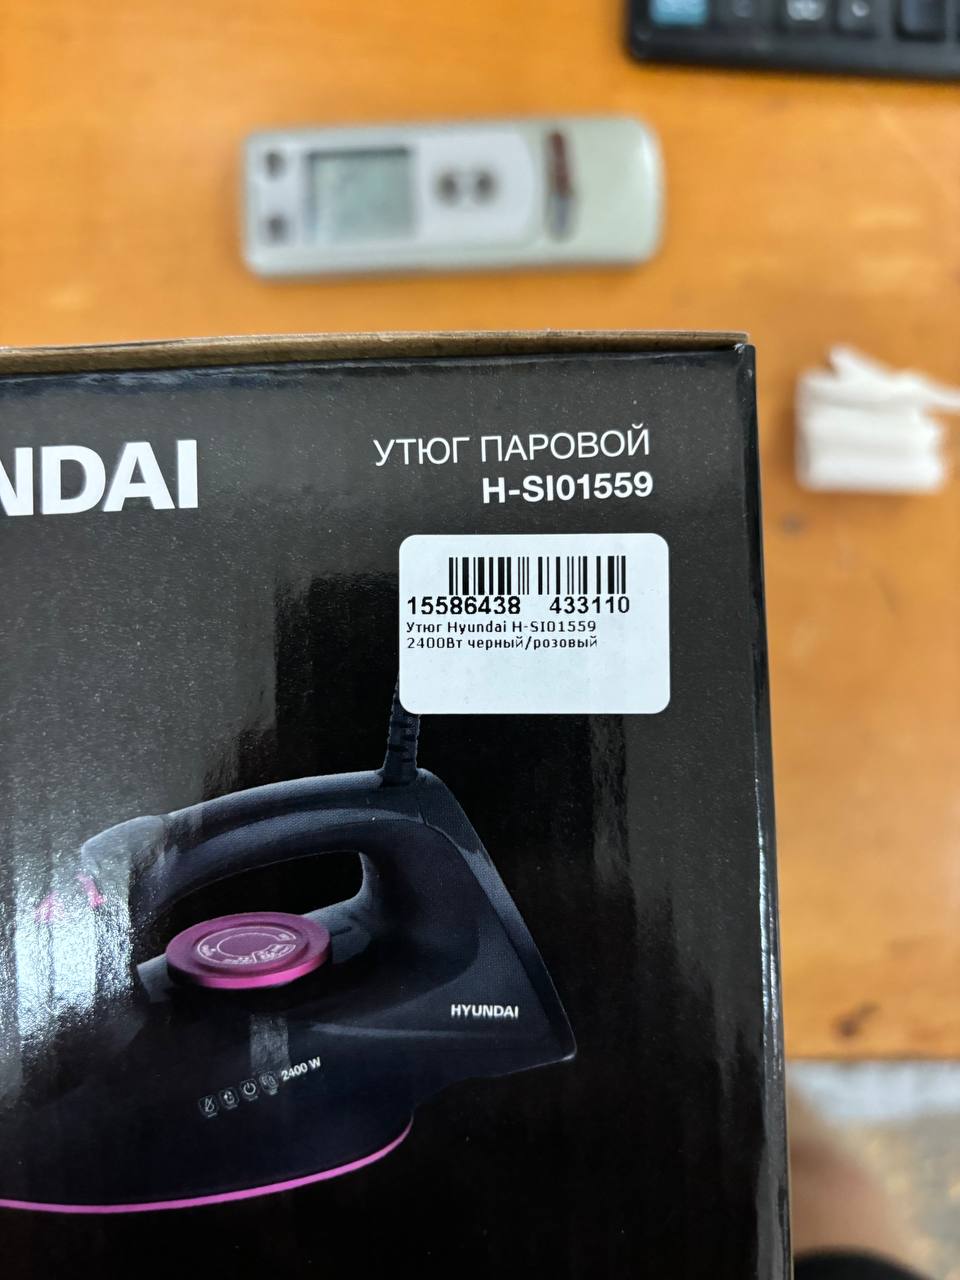 NDAI
УТЮГ ПАРОВОЙ
H-SI01559
15586438 433110
Утюг Hyundai H-SI01559
2400Вт черный/розовый
HYUNDAI
2400 W